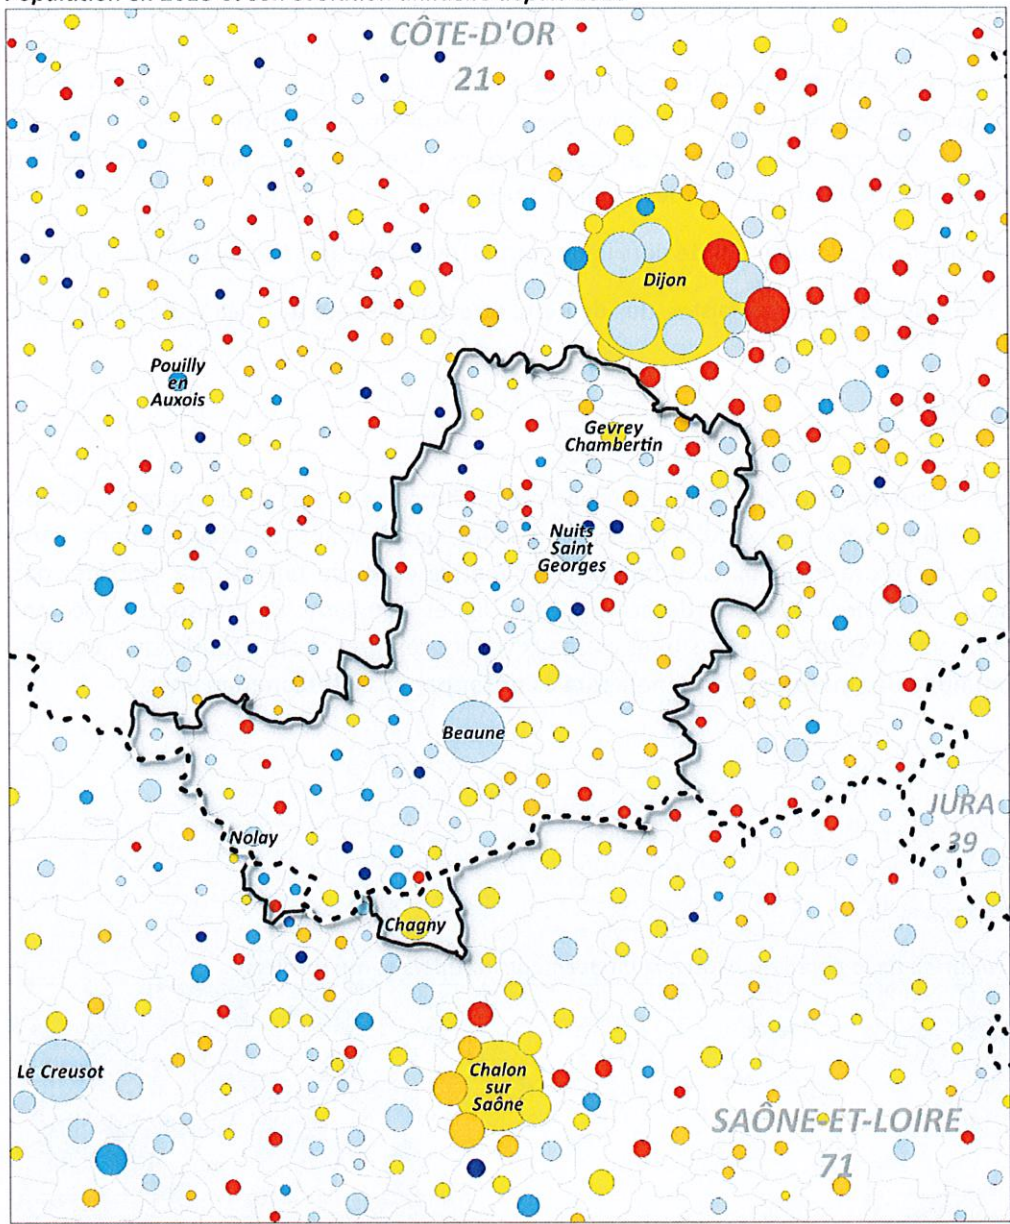 CÔTE-D'OR
21
Dijon
Pouilly
en
Auxois
Gevrey
Chambertin
Nuits
Saint
Georges
Beaune
JURA
39
Nolay
Chagny
Le Creusot
Chalon
sur
Saône
SAÔNE-ET-LOIRE
71